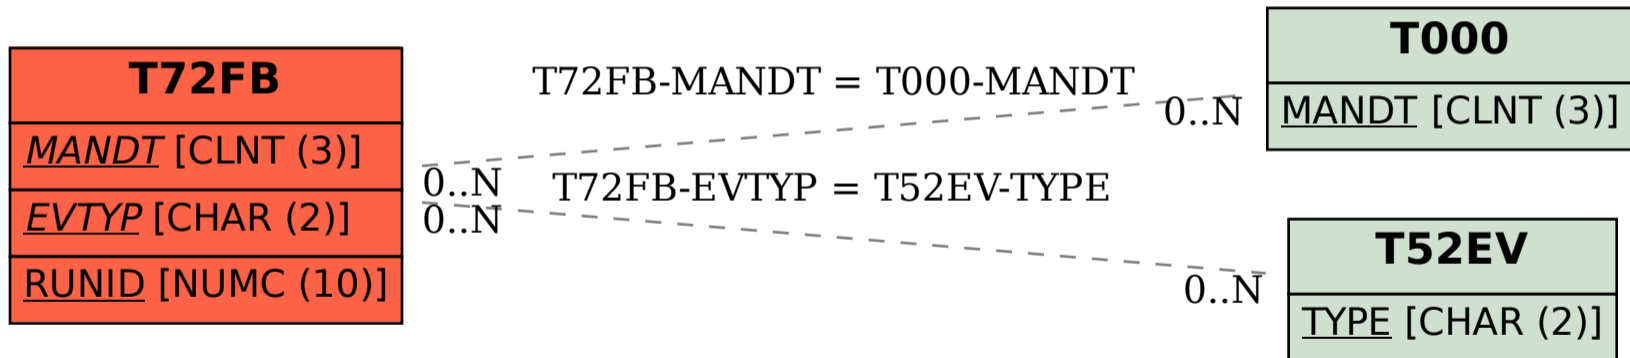 T72FB
MANDT [CLNT (3)]
EVTYP [CHAR (2)]
RUNID [NUMC (10)]
T72FB-MANDT = T000-MANDT
0..N
0..N
T72FB-EVTYP = T52EV-TYPE
0..N
0..N
T000
MANDT [CLNT (3)]
T52EV
TYPE [CHAR (2)]